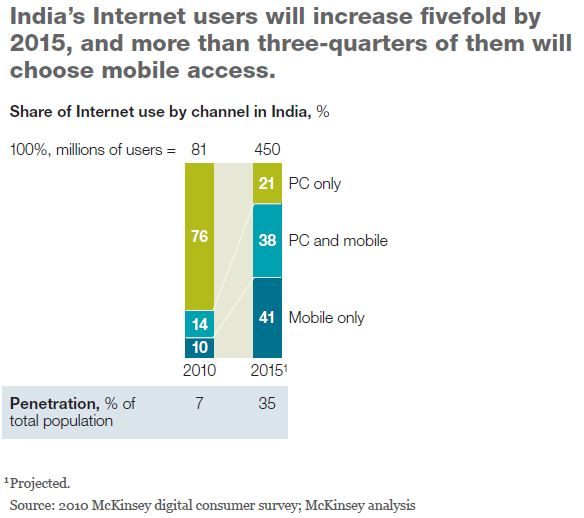 India's Internet users will increase fivefold by
2015, and more than three-quarters of them will
choose mobile access.
Share of Internet use by channel in India, %
100%, millions of users = 81 450
21 PC only
76
38 PC and mobile
14
41 Mobile only
10
2010 2015¹
Penetration, % of 7 35
total population
¹Projected.
Source: 2010 McKinsey digital consumer survey; McKinsey analysis